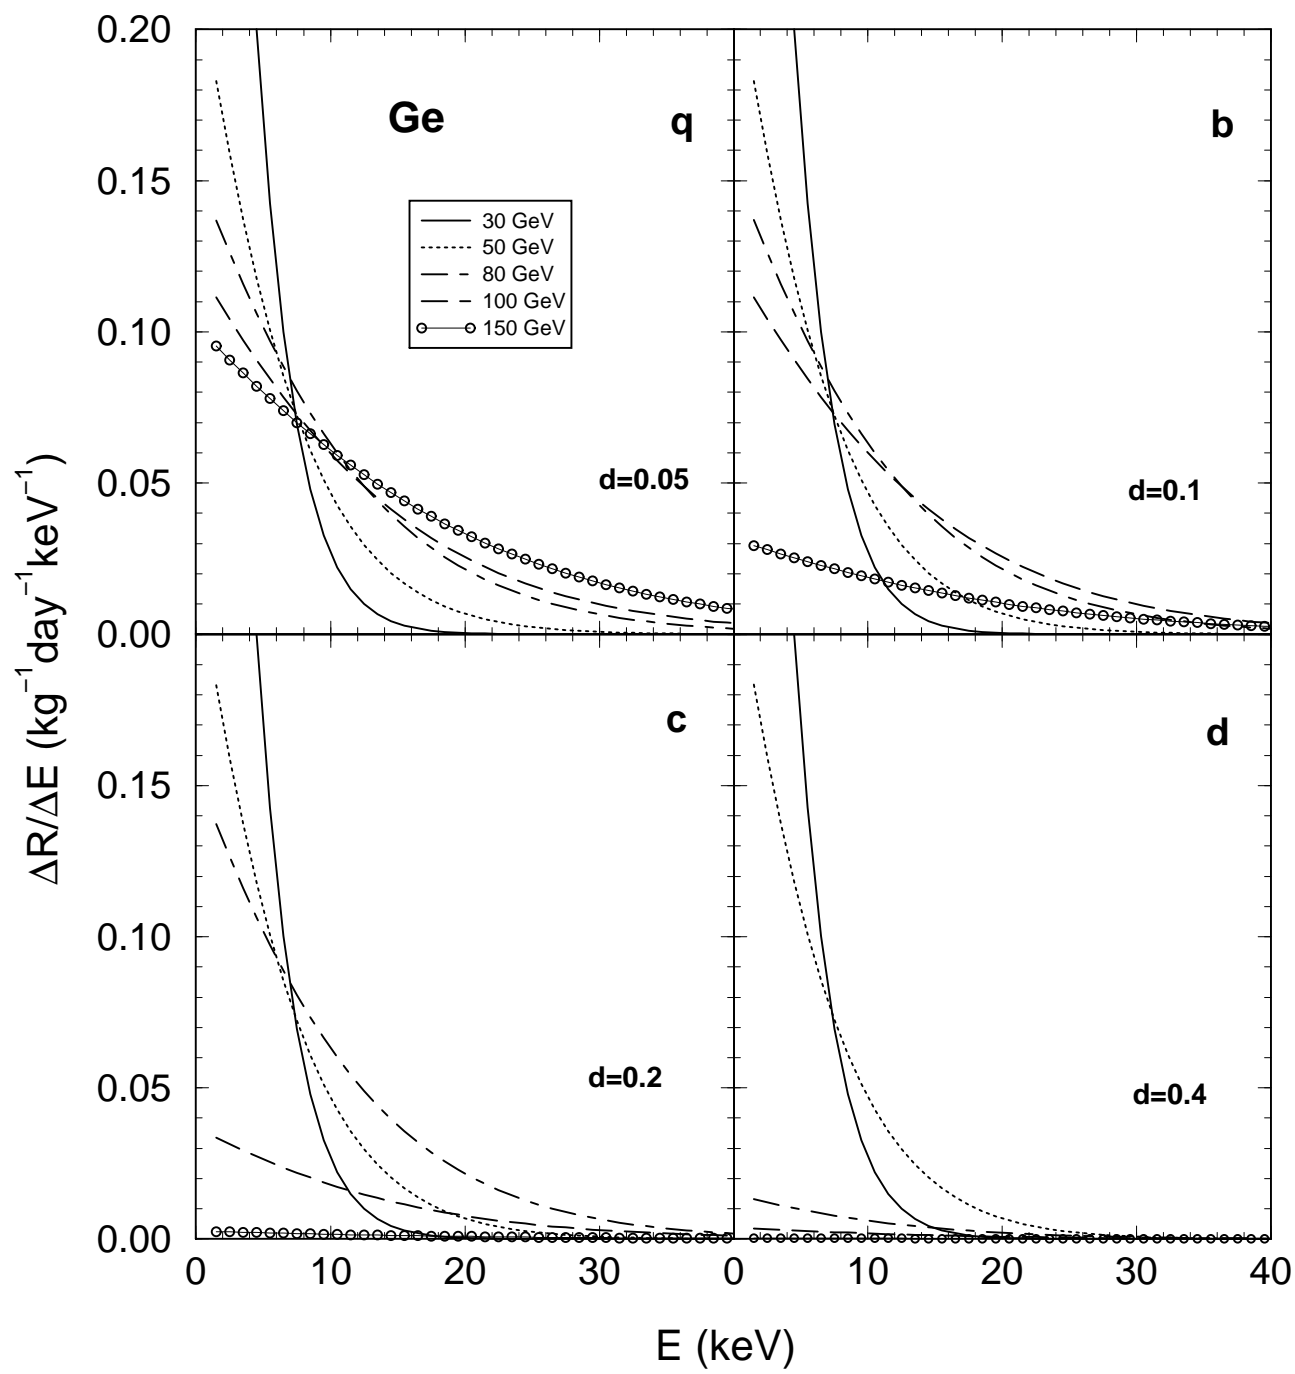 0.20
Ge
q
b
0.15
30 GeV
50 GeV
80 GeV
100 GeV
150 GeV
0.10
0.05
d=0.05
d=0.1
0.00
ΔR/ΔE (kg⁻¹day⁻¹keV⁻¹)
c
d
0.15
0.10
0.05
d=0.2
d=0.4
0.00
0 10 20 30 0 10 20 30 40
E (keV)